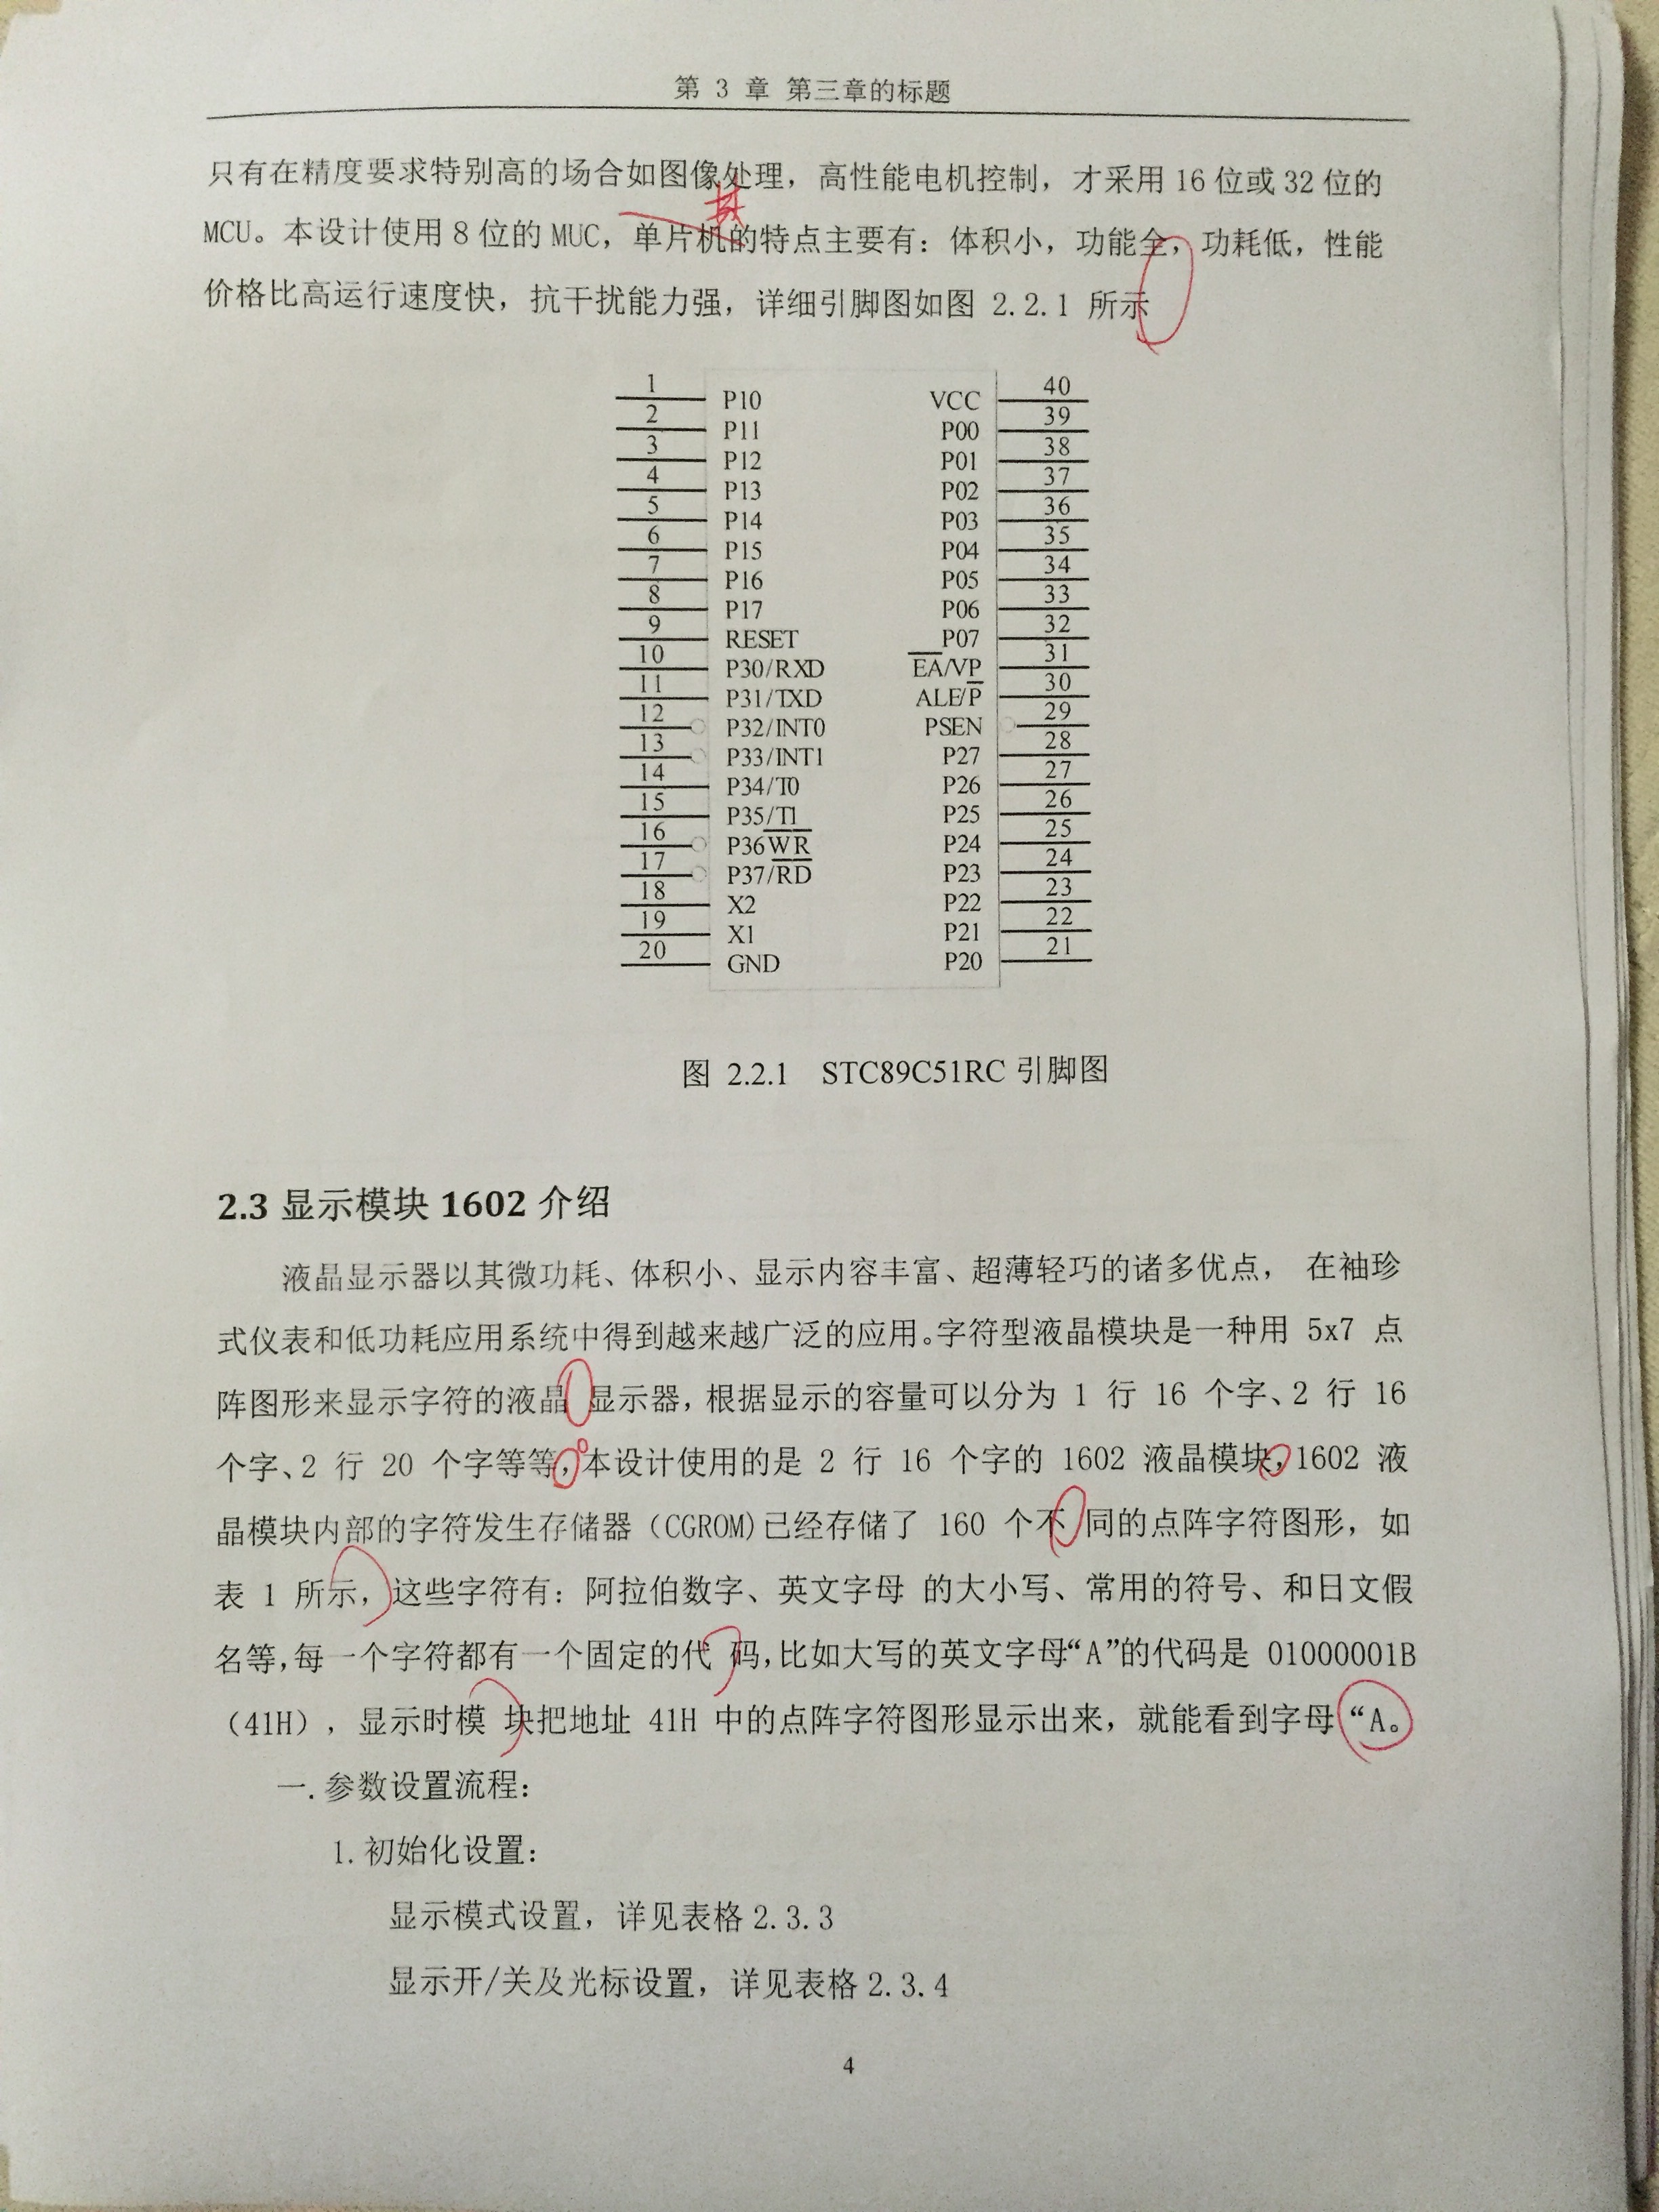 第 3 章 第三章的标题
只有在精度要求特别高的场合如图像处理，高性能电机控制，才采用 16 位或 32 位的
其
MCU。本设计使用 8 位的 MUC，单片机的特点主要有：体积小，功能全，功耗低，性能
价格比高运行速度快，抗干扰能力强，详细引脚图如图 2.2.1 所示
1 P10 VCC 40
2 P11 P00 39
3 P12 P01 38
4 P13 P02 37
5 P14 P03 36
6 P15 P04 35
7 P16 P05 34
8 P17 P06 33
9 RESET P07 32
10 P30/RXD EA/VP 31
11 P31/TXD ALE/P 30
12 P32/INT0 PSEN 29
13 P33/INT1 P27 28
14 P34/T0 P26 27
15 P35/T1 P25 26
16 P36WR P24 25
17 P37/RD P23 24
18 X2 P22 23
19 X1 P21 22
20 GND P20 21
图 2.2.1 STC89C51RC 引脚图
2.3 显示模块 1602 介绍
液晶显示器以其微功耗、体积小、显示内容丰富、超薄轻巧的诸多优点， 在袖珍
式仪表和低功耗应用系统中得到越来越广泛的应用。字符型液晶模块是一种用 5x7 点
阵图形来显示字符的液晶 显示器，根据显示的容量可以分为 1 行 16 个字、2 行 16
个字、2 行 20 个字等等，本设计使用的是 2 行 16 个字的 1602 液晶模块，1602 液
晶模块内部的字符发生存储器（CGROM)已经存储了 160 个不 同的点阵字符图形，如
表 1 所示，这些字符有：阿拉伯数字、英文字母 的大小写、常用的符号、和日文假
名等，每一个字符都有一个固定的代 码，比如大写的英文字母“A”的代码是 01000001B
（41H），显示时模 块把地址 41H 中的点阵字符图形显示出来，就能看到字母“A。
一.参数设置流程：
1.初始化设置：
显示模式设置，详见表格 2.3.3
显示开/关及光标设置，详见表格 2.3.4
4